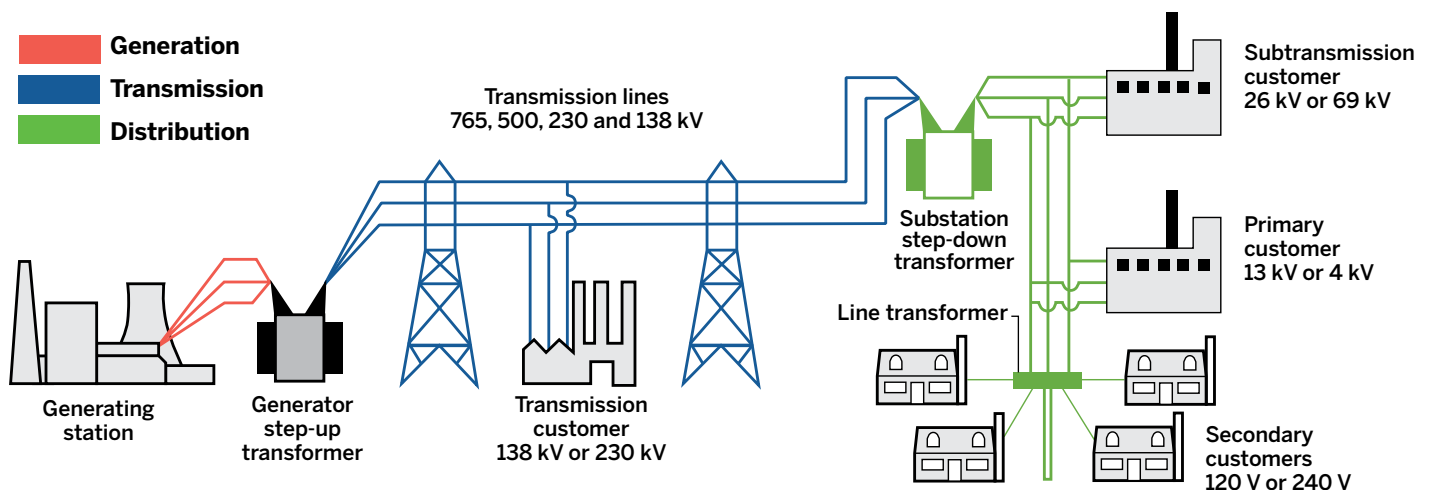 Generation
Transmission
Distribution
Transmission lines
765, 500, 230 and 138 kV
Subtransmission
customer
26 kV or 69 kV
Substation
step-down
transformer
Primary
customer
13 kV or 4 kV
Line transformer
Generating
station
Generator
step-up
transformer
Transmission
customer
138 kV or 230 kV
Secondary
customers
120 V or 240 V